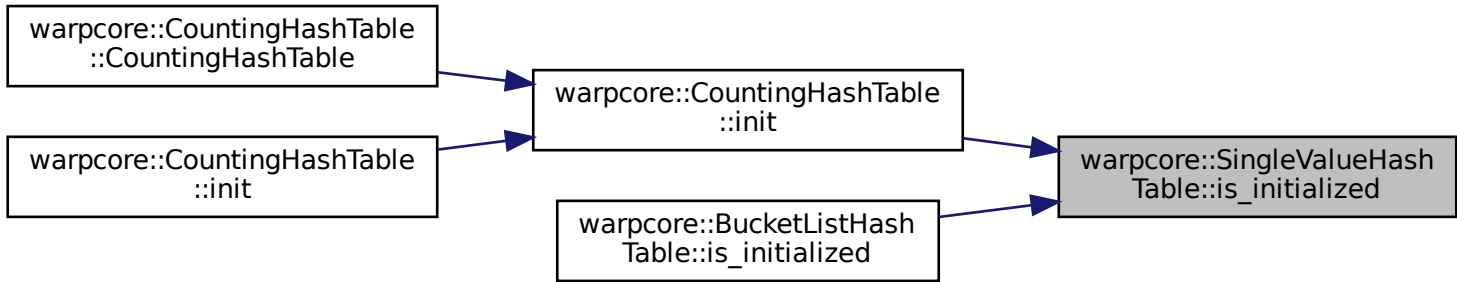 warpcore::CountingHashTable
::CountingHashTable
warpcore::CountingHashTable
::init
warpcore::CountingHashTable
::init
warpcore::BucketListHash
Table::is_initialized
warpcore::SingleValueHash
Table::is_initialized